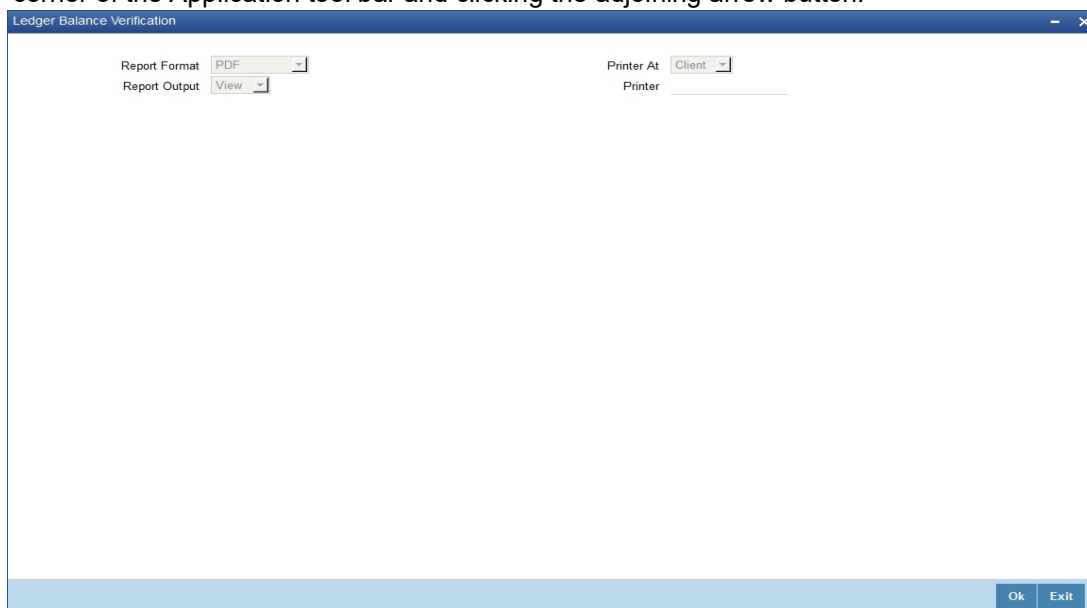 corner of the Application tool bar and clicking the adjoining arrow button.
Ledger Balance Verification
Report Format PDF Printer At Client
Report Output View Printer
Ok Exit